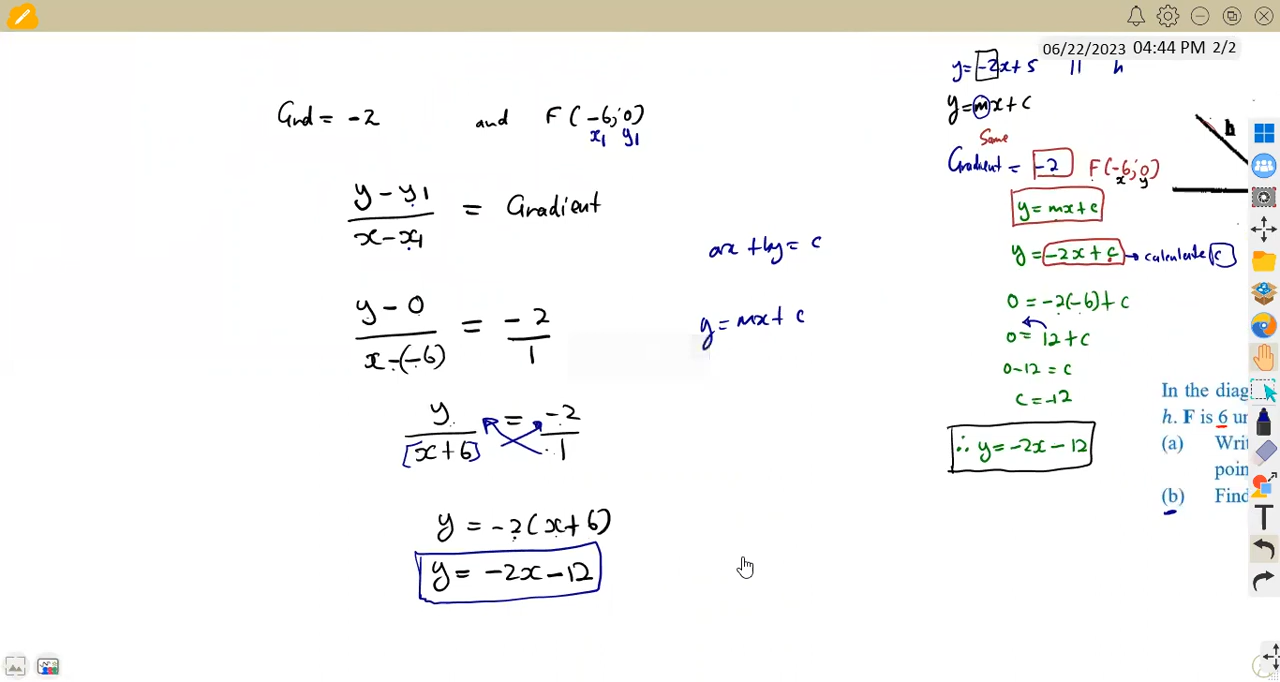 06/22/2023 04:44 PM 2/2
Grad = -2 and F(-6;0)
x1 y1
y - y1
x - x1
= Gradient
y - 0
x - (-6)
= -2
1
y
[x + 6]
= -2
1
y = -2(x + 6)
y = -2x - 12
ax + by = c
y = mx + c
y = -2x + 5 || h
y = mx + c
Same
Gradient = -2 F(-6;0)
x y
y = mx + c
y = -2x + c → calculate c
0 = -2(-6) + c
0 = 12 + c
0 - 12 = c
c = -12
∴ y = -2x - 12
h
In the diag
h. F is 6 un
(a) Writ
poin
(b) Find
T